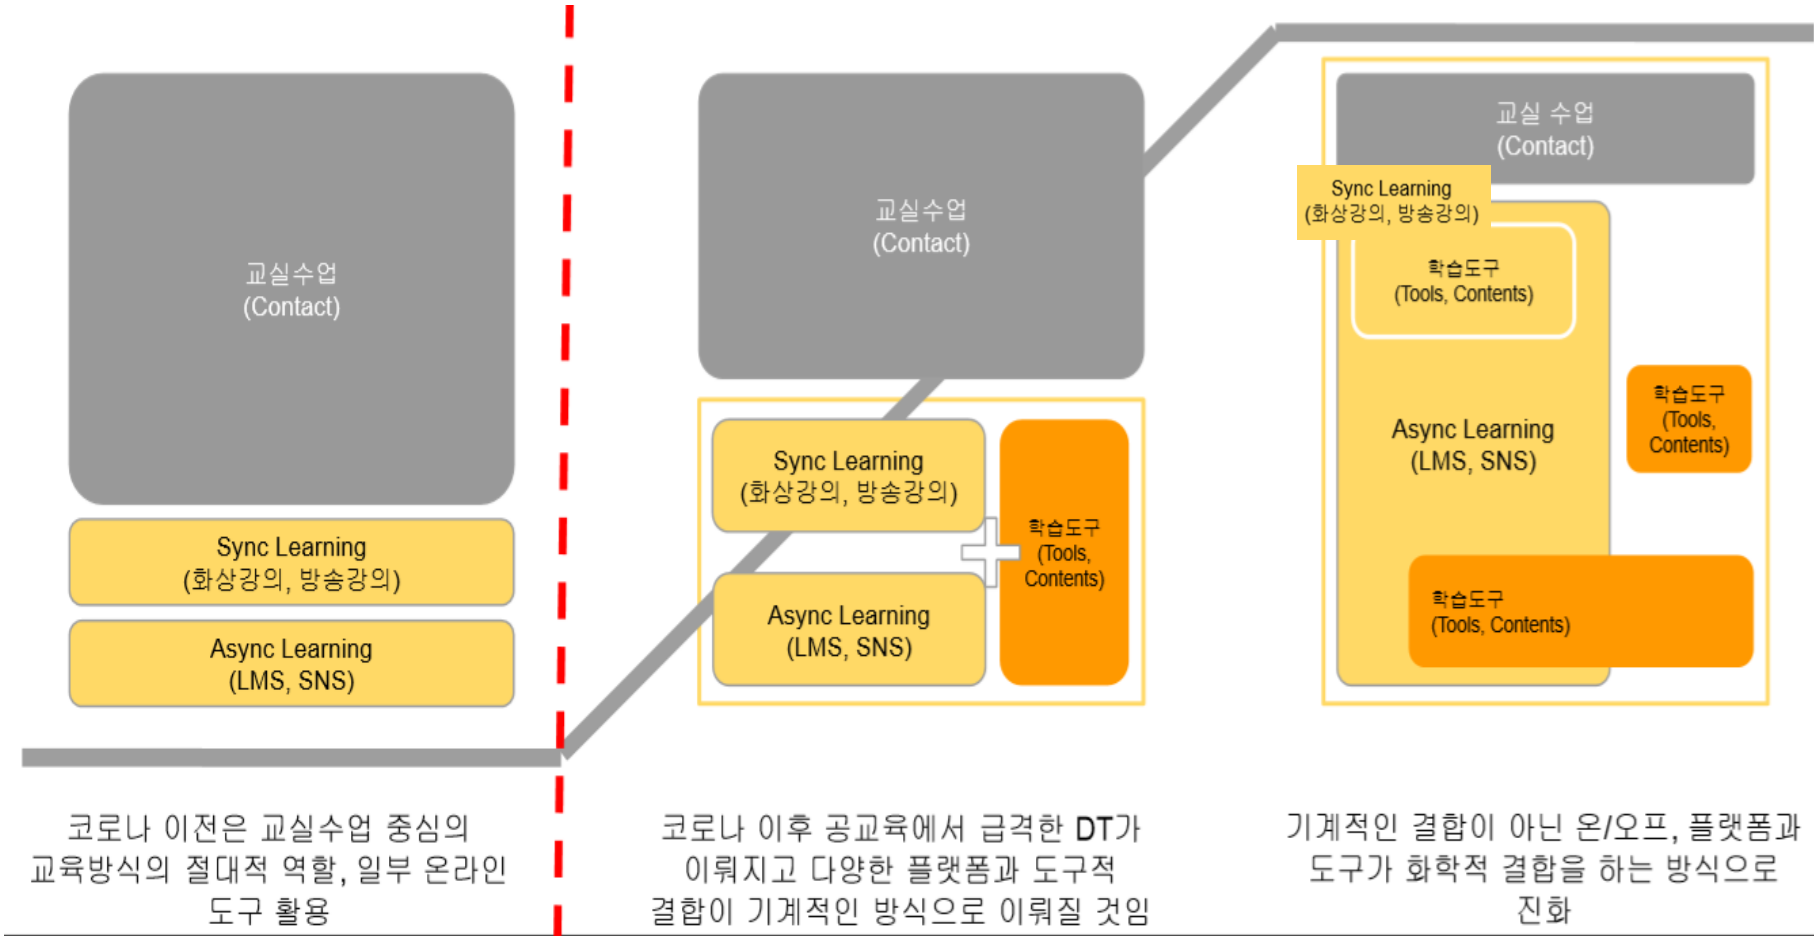 교실수업
(Contact)
Sync Learning
(화상강의, 방송강의)
Async Learning
(LMS, SNS)
코로나 이전은 교실수업 중심의
교육방식의 절대적 역할, 일부 온라인
도구 활용
교실수업
(Contact)
Sync Learning
(화상강의, 방송강의)
Async Learning
(LMS, SNS)
학습도구
(Tools,
Contents)
코로나 이후 공교육에서 급격한 DT가
이뤄지고 다양한 플랫폼과 도구적
결합이 기계적인 방식으로 이뤄질 것임
교실 수업
(Contact)
Sync Learning
(화상강의, 방송강의)
학습도구
(Tools, Contents)
Async Learning
(LMS, SNS)
학습도구
(Tools,
Contents)
학습도구
(Tools, Contents)
기계적인 결합이 아닌 온/오프, 플랫폼과
도구가 화학적 결합을 하는 방식으로
진화